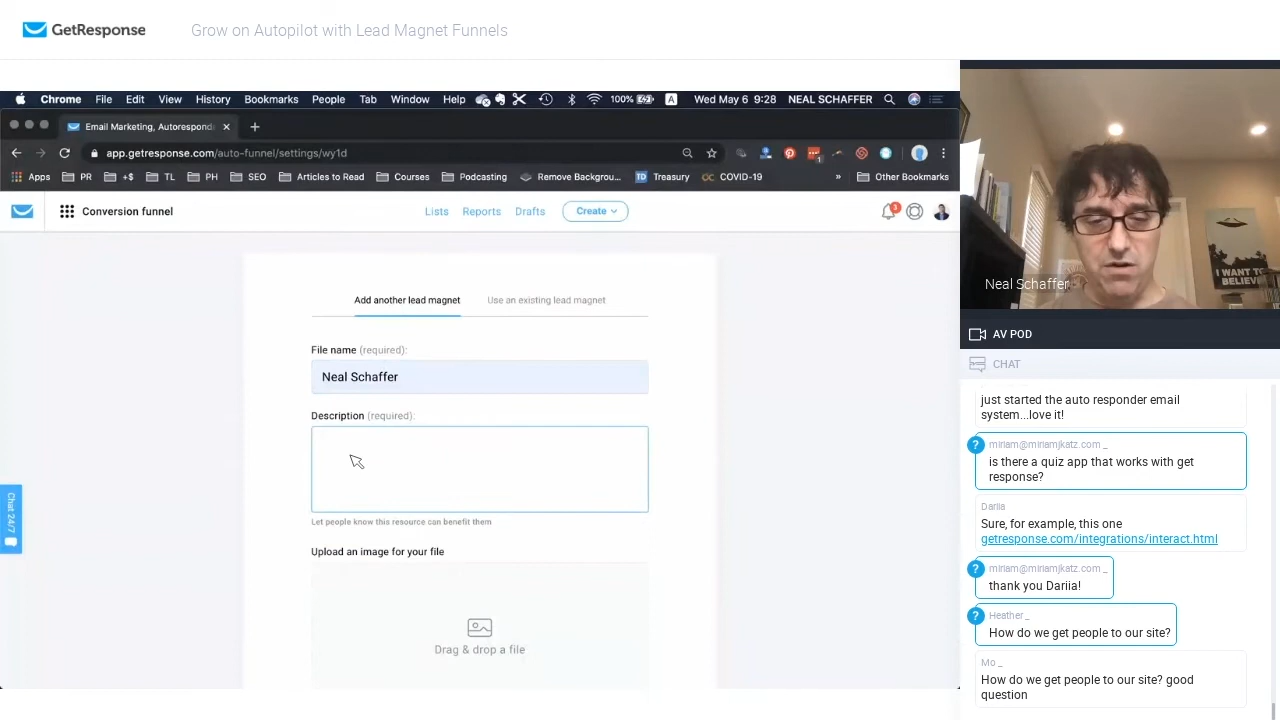 GetResponse
Grow on Autopilot with Lead Magnet Funnels
Chrome File Edit View History Bookmarks People Tab Window Help 100% A Wed May 6 9:28 NEAL SCHAFFER
Email Marketing, Autorespond
app.getresponse.com/auto-funnel/settings/wy1d
Apps PR +$ TL PH SEO Articles to Read Courses Podcasting Remove Backgrou... TD Treasury OC COVID-19 » Other Bookmarks
Conversion funnel
Lists Reports Drafts Create
Add another lead magnet Use an existing lead magnet
File name (required):
Neal Schaffer
Description (required):
Let people know this resource can benefit them
Upload an image for your file
Drag & drop a file
Chat 24/7
I WANT TO
BELIEVE
Neal Schaffer
AV POD
CHAT
just started the auto responder email
system...love it!
? miriam@miriamjkatz.com _
is there a quiz app that works with get
response?
Dariia
Sure, for example, this one
getresponse.com/integrations/interact.html
? miriam@miriamjkatz.com _
thank you Dariia!
? Heather _
How do we get people to our site?
Mo _
How do we get people to our site? good
question